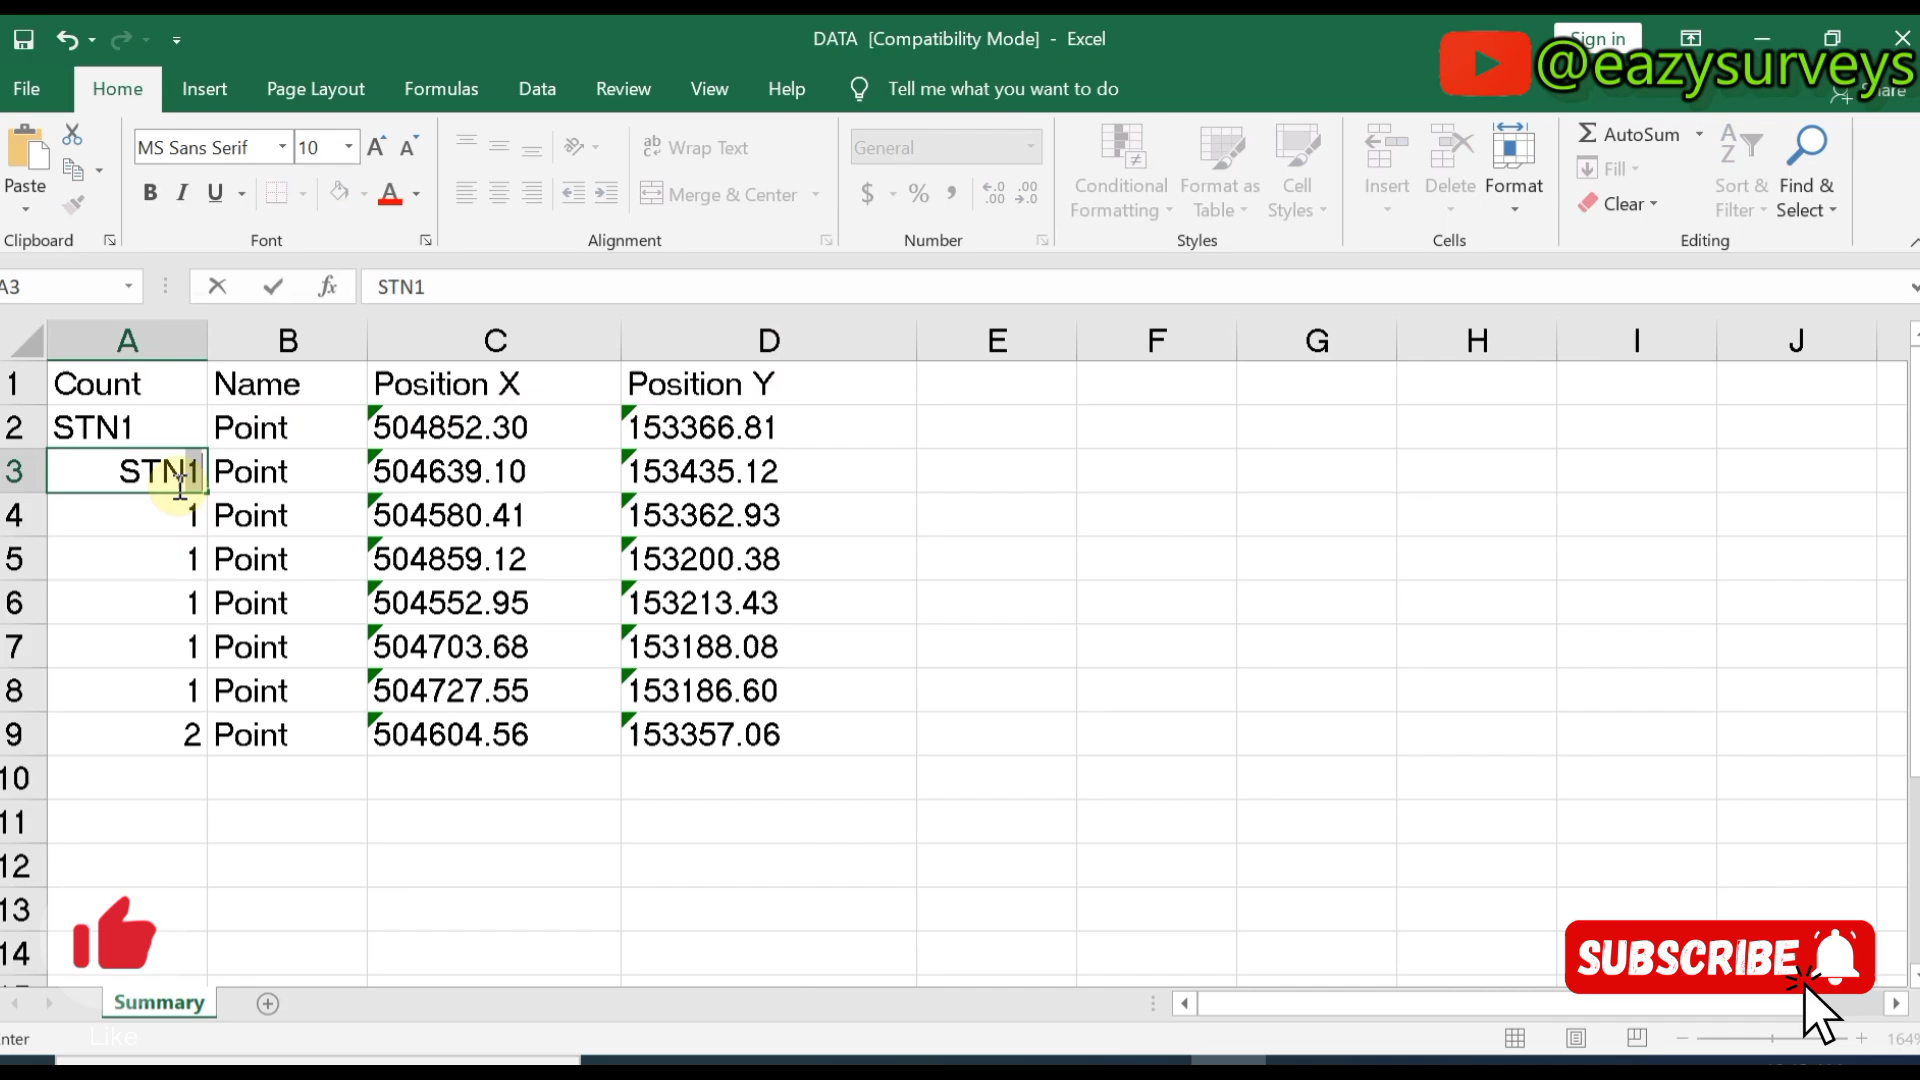 DATA [Compatibility Mode] - Excel
Sign in
@eazysurveys
File Home Insert Page Layout Formulas Data Review View Help Tell me what you want to do Share
Paste
Clipboard
MS Sans Serif 10
B I U A
Font
Wrap Text
Merge & Center
Alignment
General
$ % ,
Number
Conditional Formatting
Format as Table
Cell Styles
Styles
Insert Delete Format
Cells
AutoSum
Fill
Clear
Sort & Filter
Find & Select
Editing
A3 fx STN1
A B C D E F G H I J
1 Count Name Position X Position Y
2 STN1 Point 504852.30 153366.81
3 STN1 Point 504639.10 153435.12
4 1 Point 504580.41 153362.93
5 1 Point 504859.12 153200.38
6 1 Point 504552.95 153213.43
7 1 Point 504703.68 153188.08
8 1 Point 504727.55 153186.60
9 2 Point 504604.56 153357.06
10
11
12
13
14
SUBSCRIBE
Summary
nter
Like
164%